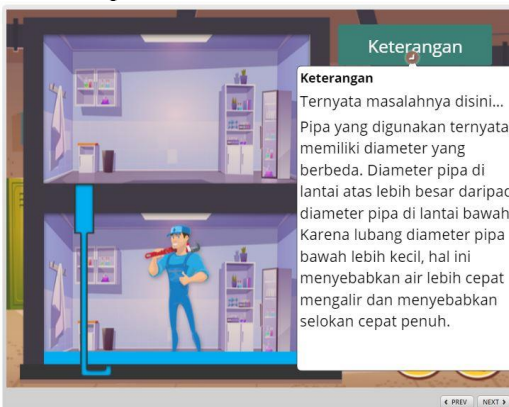 Keterangan
Keterangan
Ternyata masalahnya disini...
Pipa yang digunakan ternyata
memiliki diameter yang
berbeda. Diameter pipa di
lantai atas lebih besar daripad
diameter pipa di lantai bawah
Karena lubang diameter pipa
bawah lebih kecil, hal ini
menyebabkan air lebih cepat
mengalir dan menyebabkan
selokan cepat penuh.
PREV NEXT